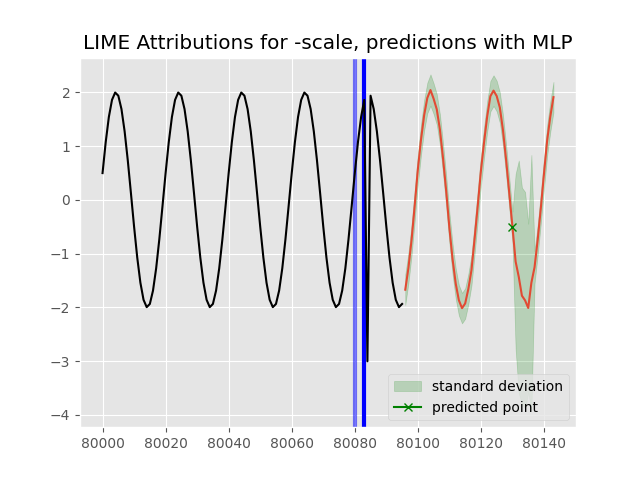 LIME Attributions for -scale, predictions with MLP
2
1
0
−1
−2
−3
−4
standard deviation
predicted point
80000 80020 80040 80060 80080 80100 80120 80140